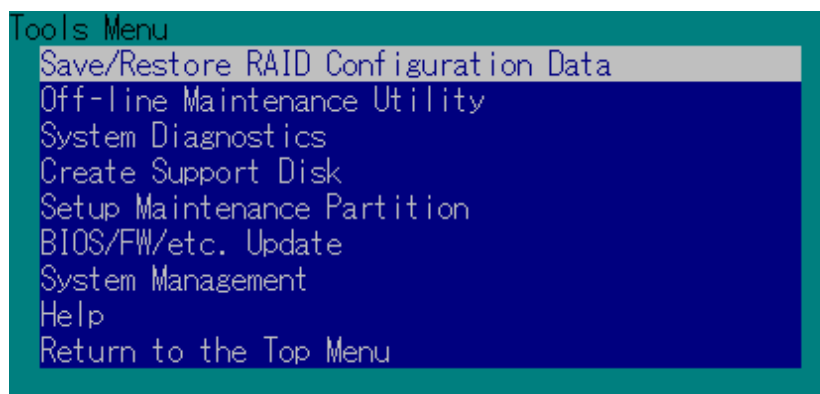 Tools Menu
Save/Restore RAID Configuration Data
Off-line Maintenance Utility
System Diagnostics
Create Support Disk
Setup Maintenance Partition
BIOS/FW/etc. Update
System Management
Help
Return to the Top Menu